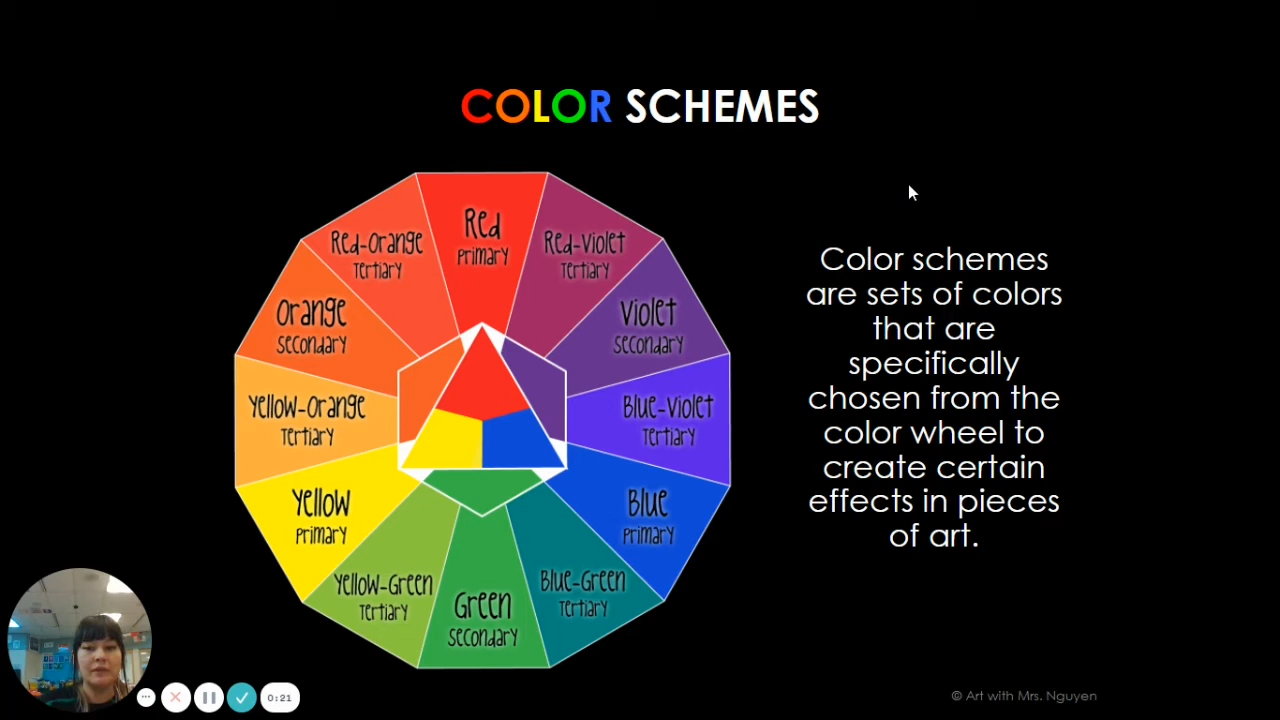 COLOR SCHEMES
Red
Primary
Red-Orange
Tertiary
Red-Violet
Tertiary
Orange
Secondary
Violet
Secondary
Yellow-Orange
Tertiary
Blue-Violet
Tertiary
Yellow
Primary
Blue
Primary
Yellow-Green
Tertiary
Blue-Green
Tertiary
Green
Secondary
Color schemes
are sets of colors
that are
specifically
chosen from the
color wheel to
create certain
effects in pieces
of art.
0:21
© Art with Mrs. Nguyen